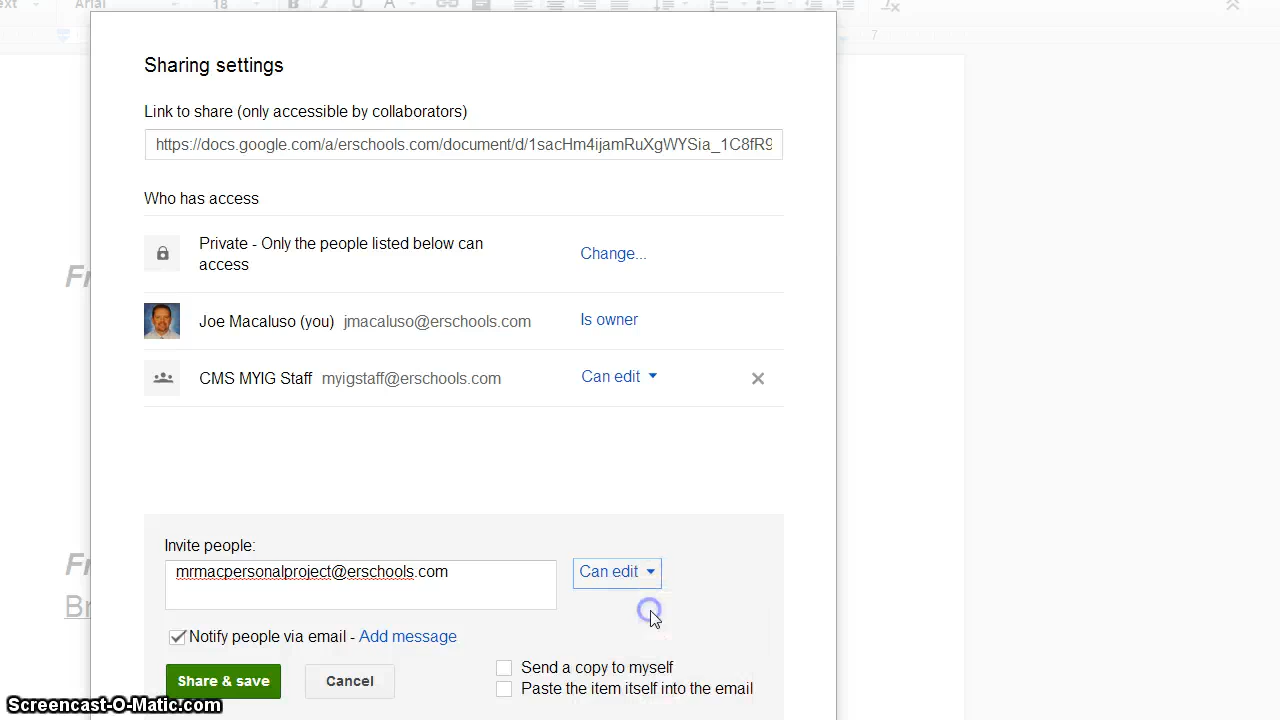 Arial 18 B U A
7
Sharing settings
Link to share (only accessible by collaborators)
https://docs.google.com/a/erschools.com/document/d/1sacHm4ijamRuXgWYSia_1C8fR9
Who has access
Private - Only the people listed below can
access
Change...
Joe Macaluso (you) jmacaluso@erschools.com Is owner
CMS MYIG Staff myigstaff@erschools.com Can edit
Invite people:
mrmacpersonalproject@erschools.com Can edit
Notify people via email - Add message
Share & save Cancel
Send a copy to myself
Paste the item itself into the email
Screencast-O-Matic.com